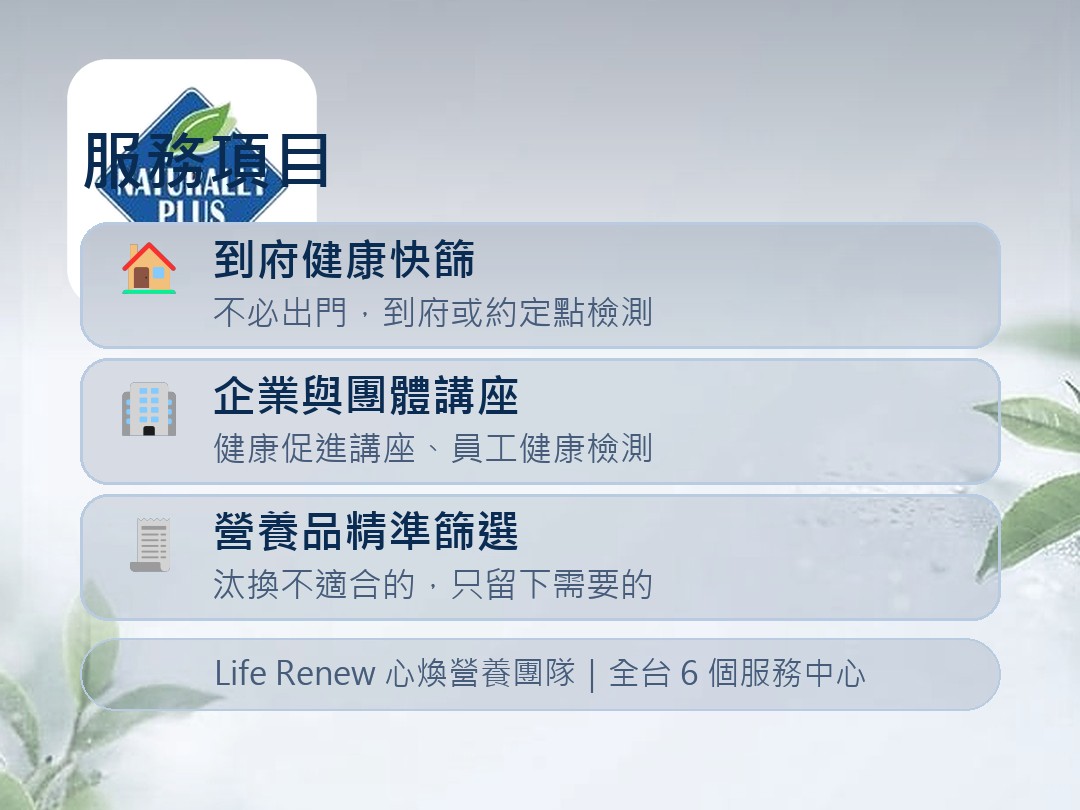 服務項目
NATURALLY
PLUS
到府健康快篩
不必出門，到府或約定點檢測
企業與團體講座
健康促進講座、員工健康檢測
營養品精準篩選
汰換不適合的，只留下需要的
Life Renew 心煥營養團隊 | 全台 6 個服務中心